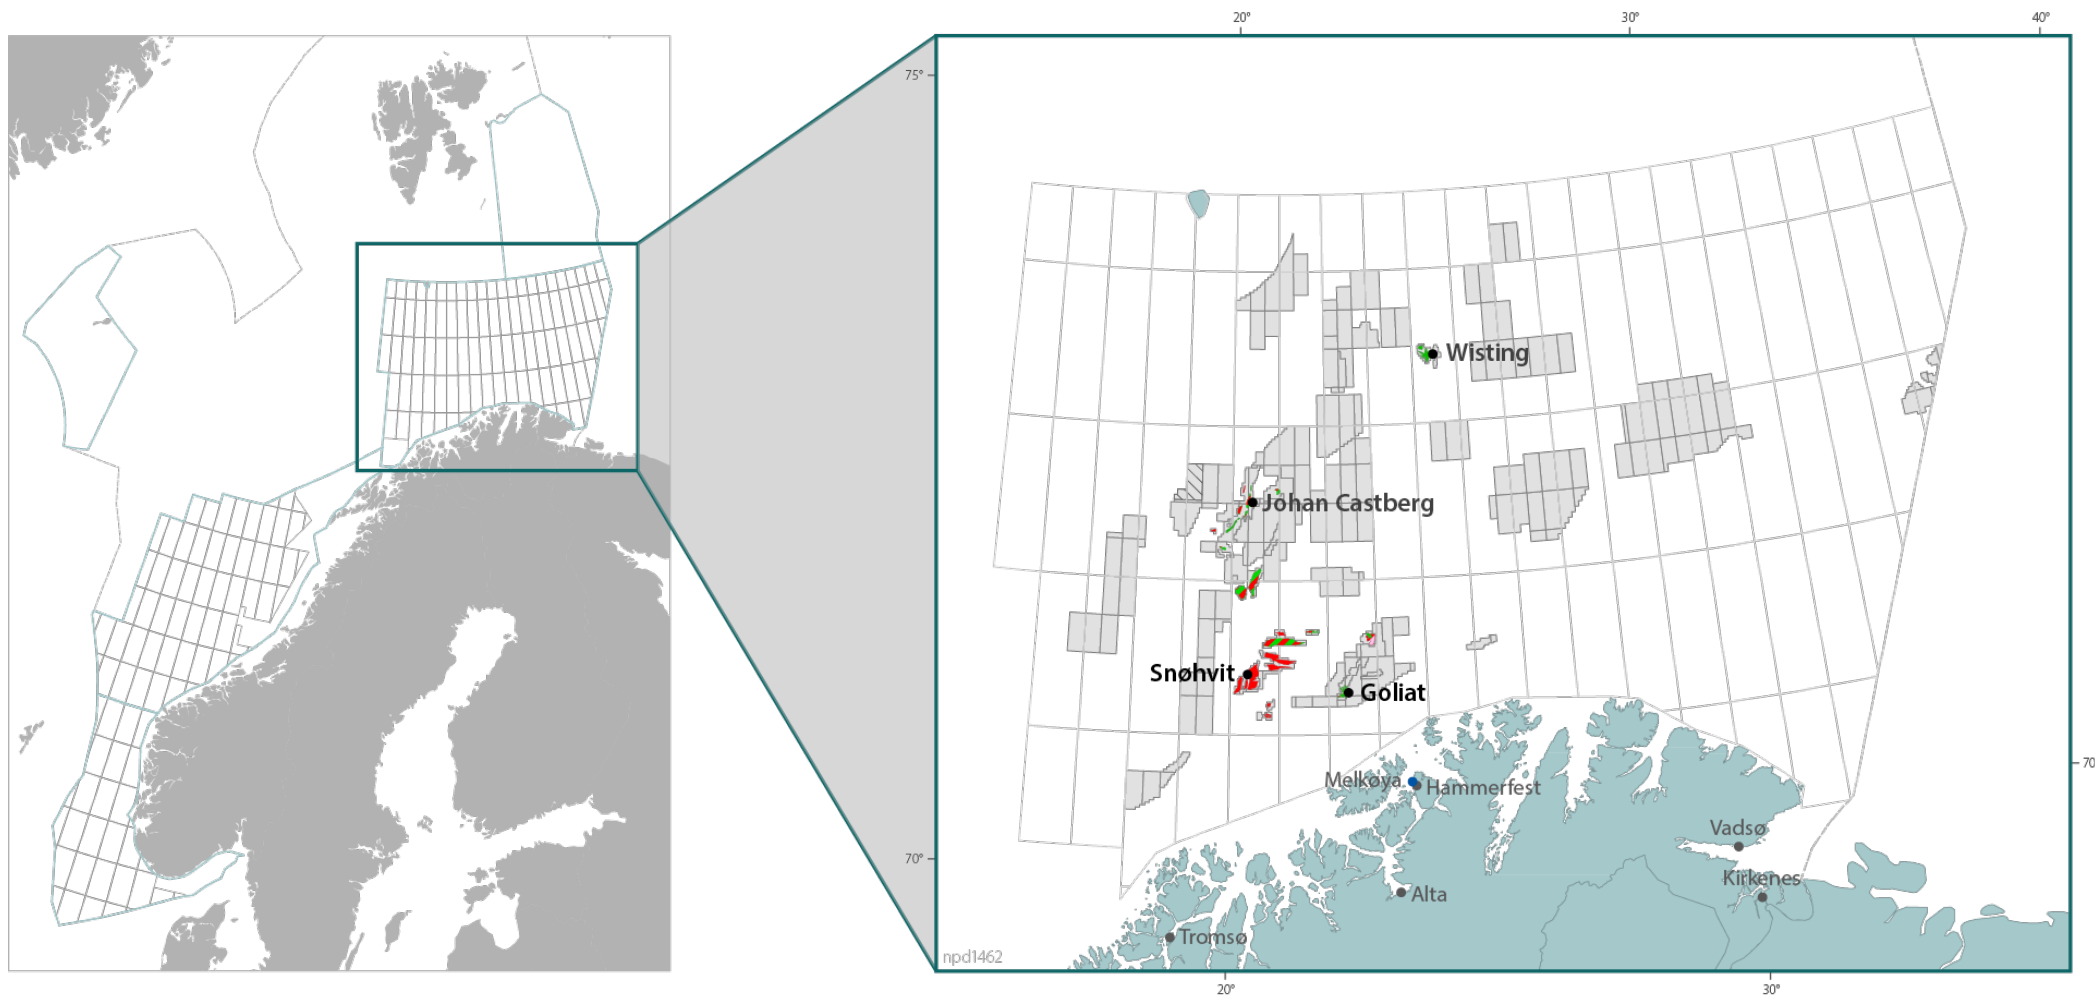 20°
30°
40°
75°
Wisting
Johan Castberg
Snøhvit
Goliat
70
Melkøya
Hammerfest
Vadsø
70°
Kirkenes
Alta
Tromsø
npd1462
20°
30°